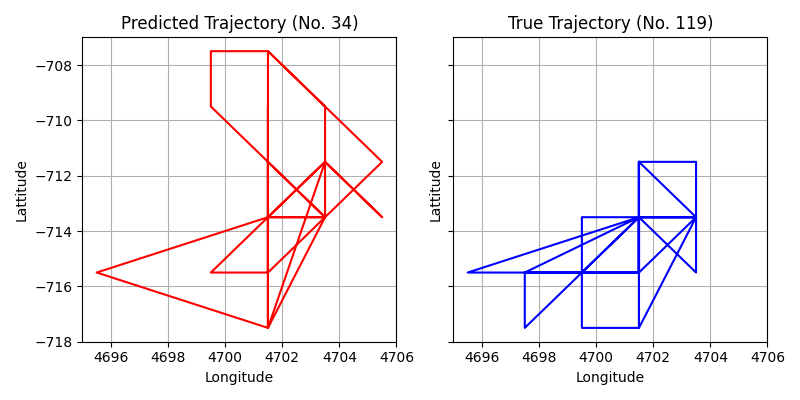 Predicted Trajectory (No. 34)
True Trajectory (No. 119)
−708
−710
−712
−714
−716
−718
Lattitude
Lattitude
4696 4698 4700 4702 4704 4706
4696 4698 4700 4702 4704 4706
Longitude
Longitude